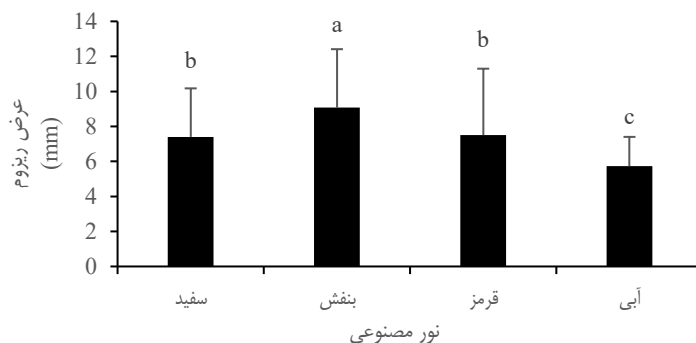 14
12
10
8
6
4
2
0
عرض ریزوم
(mm)
b
a
b
c
سفید
بنفش
قرمز
آبی
نور مصنوعی